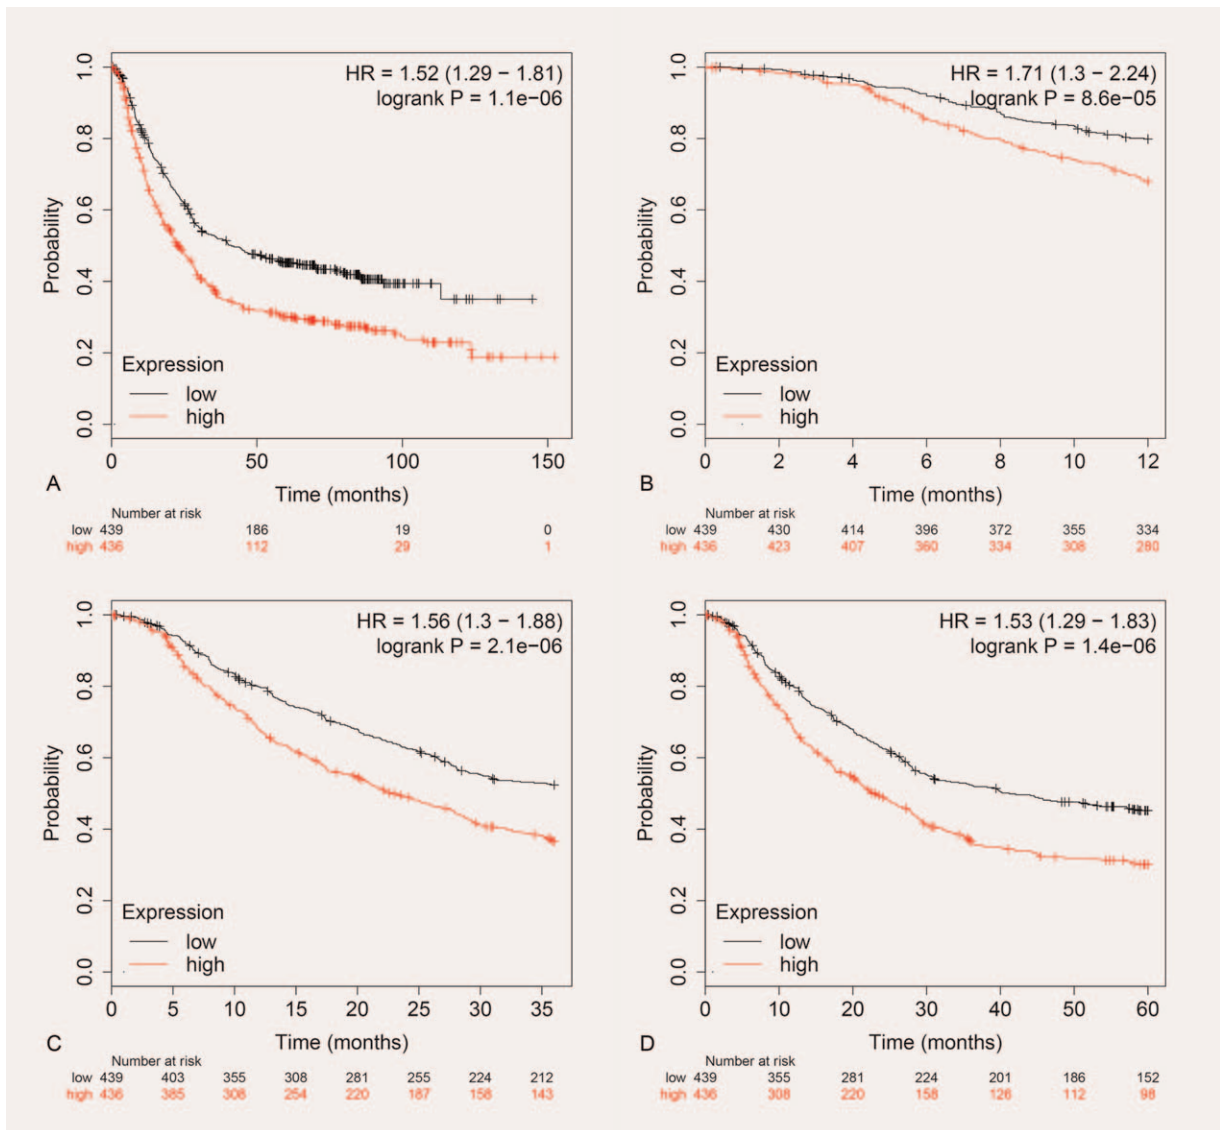 HR = 1.52 (1.29 − 1.81)
logrank P = 1.1e−06
Probability
1.0
0.8
0.6
0.4
0.2
0.0
Expression
low
high
0 50 100 150
Time (months)
A
Number at risk
low 439 186 19 0
high 436 112 29 1
HR = 1.71 (1.3 − 2.24)
logrank P = 8.6e−05
Probability
1.0
0.8
0.6
0.4
0.2
0.0
Expression
low
high
0 2 4 6 8 10 12
Time (months)
B
Number at risk
low 439 430 414 396 372 355 334
high 436 423 407 360 334 308 280
HR = 1.56 (1.3 − 1.88)
logrank P = 2.1e−06
Probability
1.0
0.8
0.6
0.4
0.2
0.0
Expression
low
high
0 5 10 15 20 25 30 35
Time (months)
C
Number at risk
low 439 403 355 308 281 255 224 212
high 436 385 308 254 220 187 158 143
HR = 1.53 (1.29 − 1.83)
logrank P = 1.4e−06
Probability
1.0
0.8
0.6
0.4
0.2
0.0
Expression
low
high
0 10 20 30 40 50 60
Time (months)
D
Number at risk
low 439 355 281 224 201 186 152
high 436 308 220 158 126 112 98